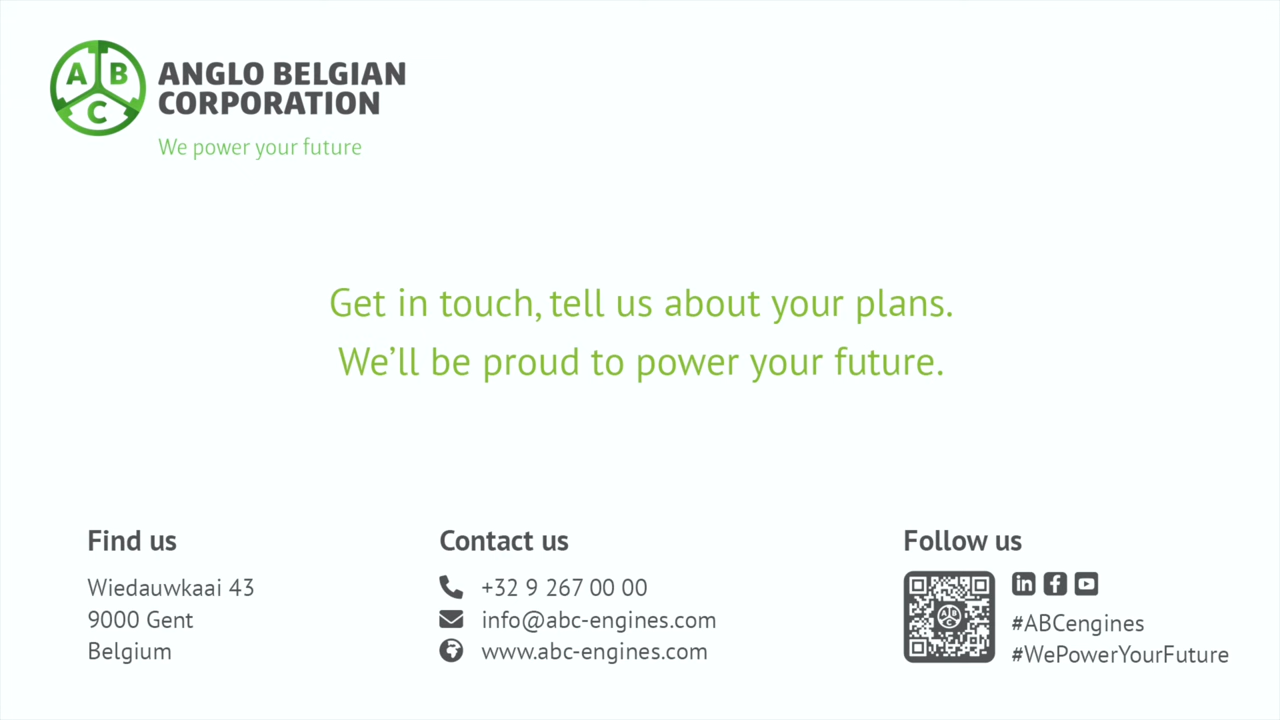 A B C
ANGLO BELGIAN
CORPORATION
We power your future
Get in touch, tell us about your plans.
We’ll be proud to power your future.
Find us
Wiedauwkaai 43
9000 Gent
Belgium
Contact us
+32 9 267 00 00
info@abc-engines.com
www.abc-engines.com
Follow us
in f
ABC
#ABCengines
#WePowerYourFuture